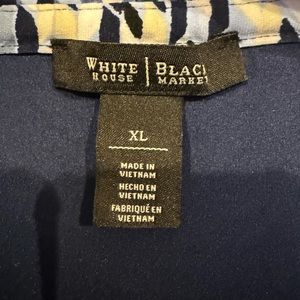 WHITE | BLACK
HOUSE | MARKET
XL
MADE IN
VIETNAM
HECHO EN
VIETNAM
FABRIQUÉ EN
VIETNAM